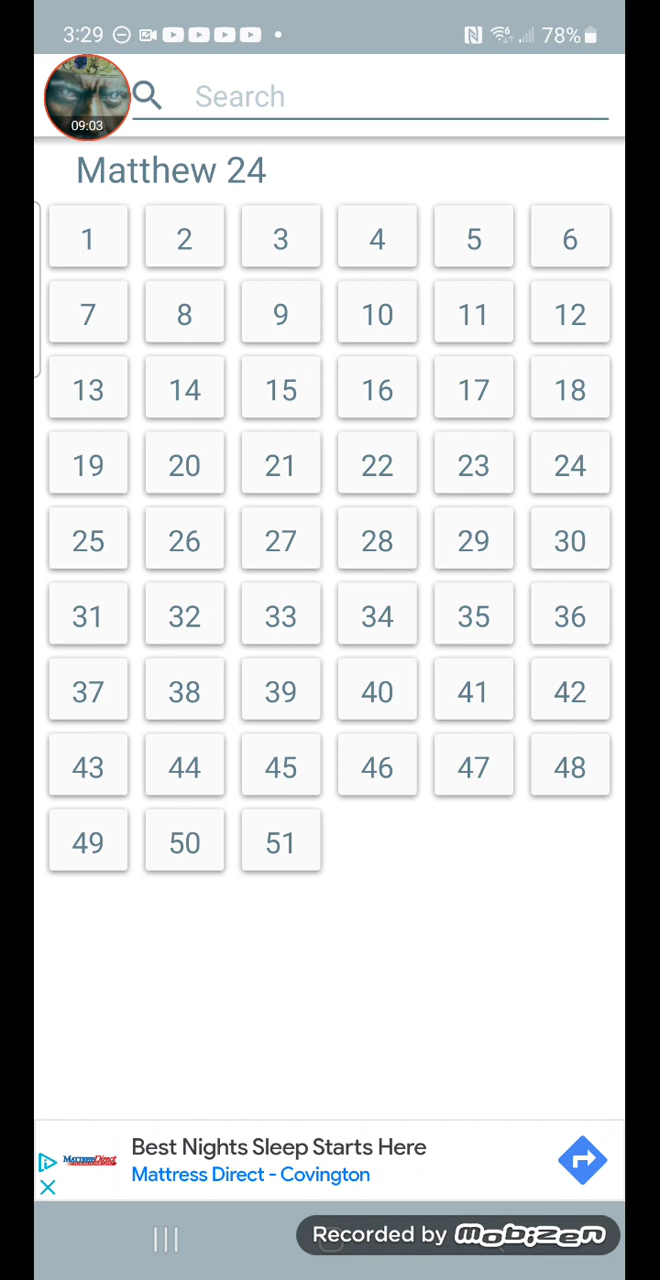 3:29 78%
Search
09:03
Matthew 24
1 2 3 4 5 6
7 8 9 10 11 12
13 14 15 16 17 18
19 20 21 22 23 24
25 26 27 28 29 30
31 32 33 34 35 36
37 38 39 40 41 42
43 44 45 46 47 48
49 50 51
Best Nights Sleep Starts Here
Mattress Direct
Mattress Direct - Covington
Recorded by mobizen